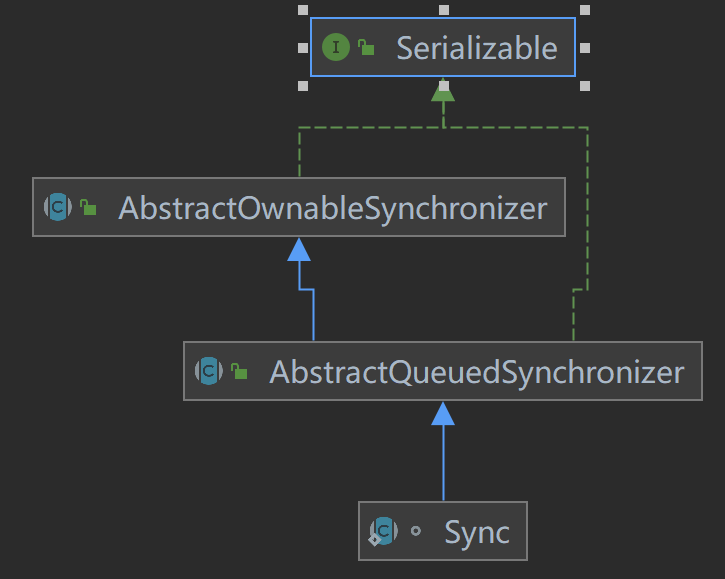 I Serializable
C AbstractOwnableSynchronizer
C AbstractQueuedSynchronizer
C Sync